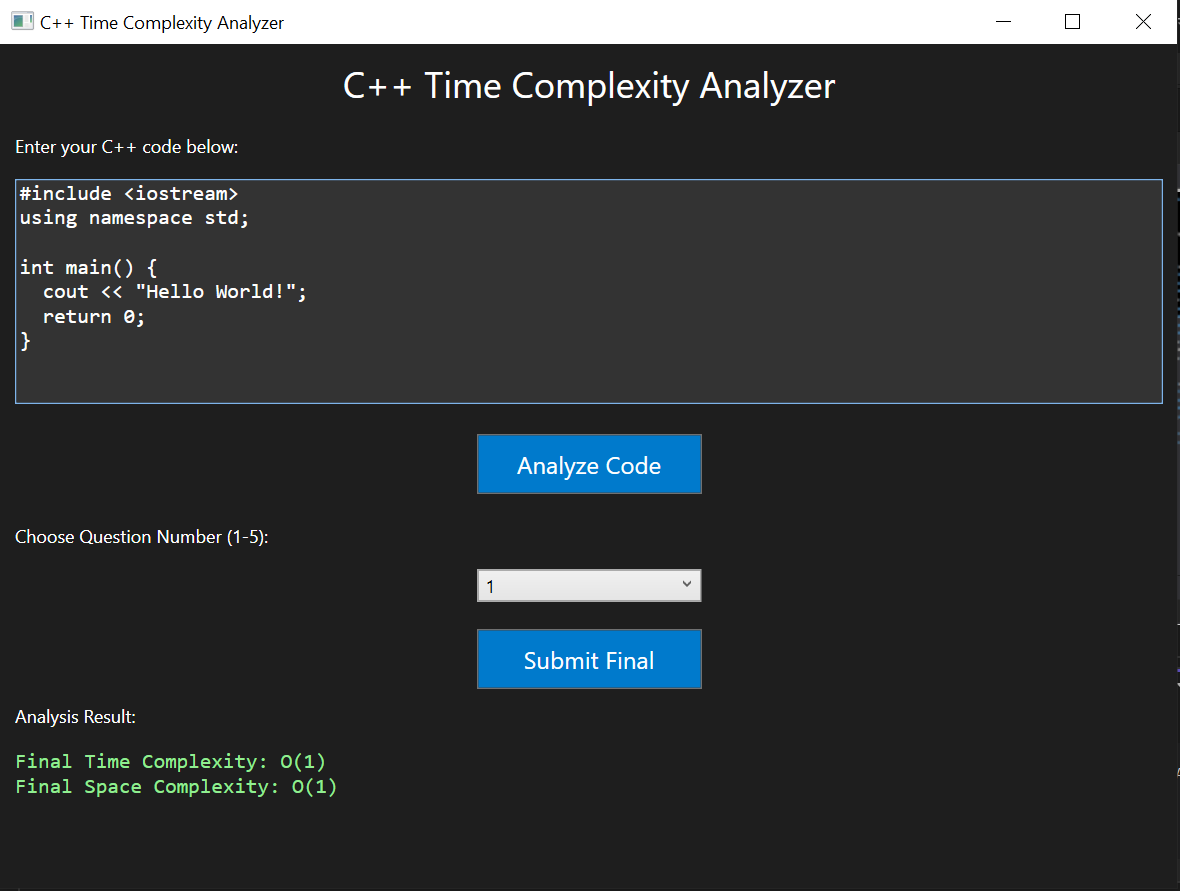 C++ Time Complexity Analyzer
C++ Time Complexity Analyzer
Enter your C++ code below:
#include <iostream>
using namespace std;

int main() {
  cout << "Hello World!";
  return 0;
}
Analyze Code
Choose Question Number (1-5):
1
Submit Final
Analysis Result:
Final Time Complexity: O(1)
Final Space Complexity: O(1)